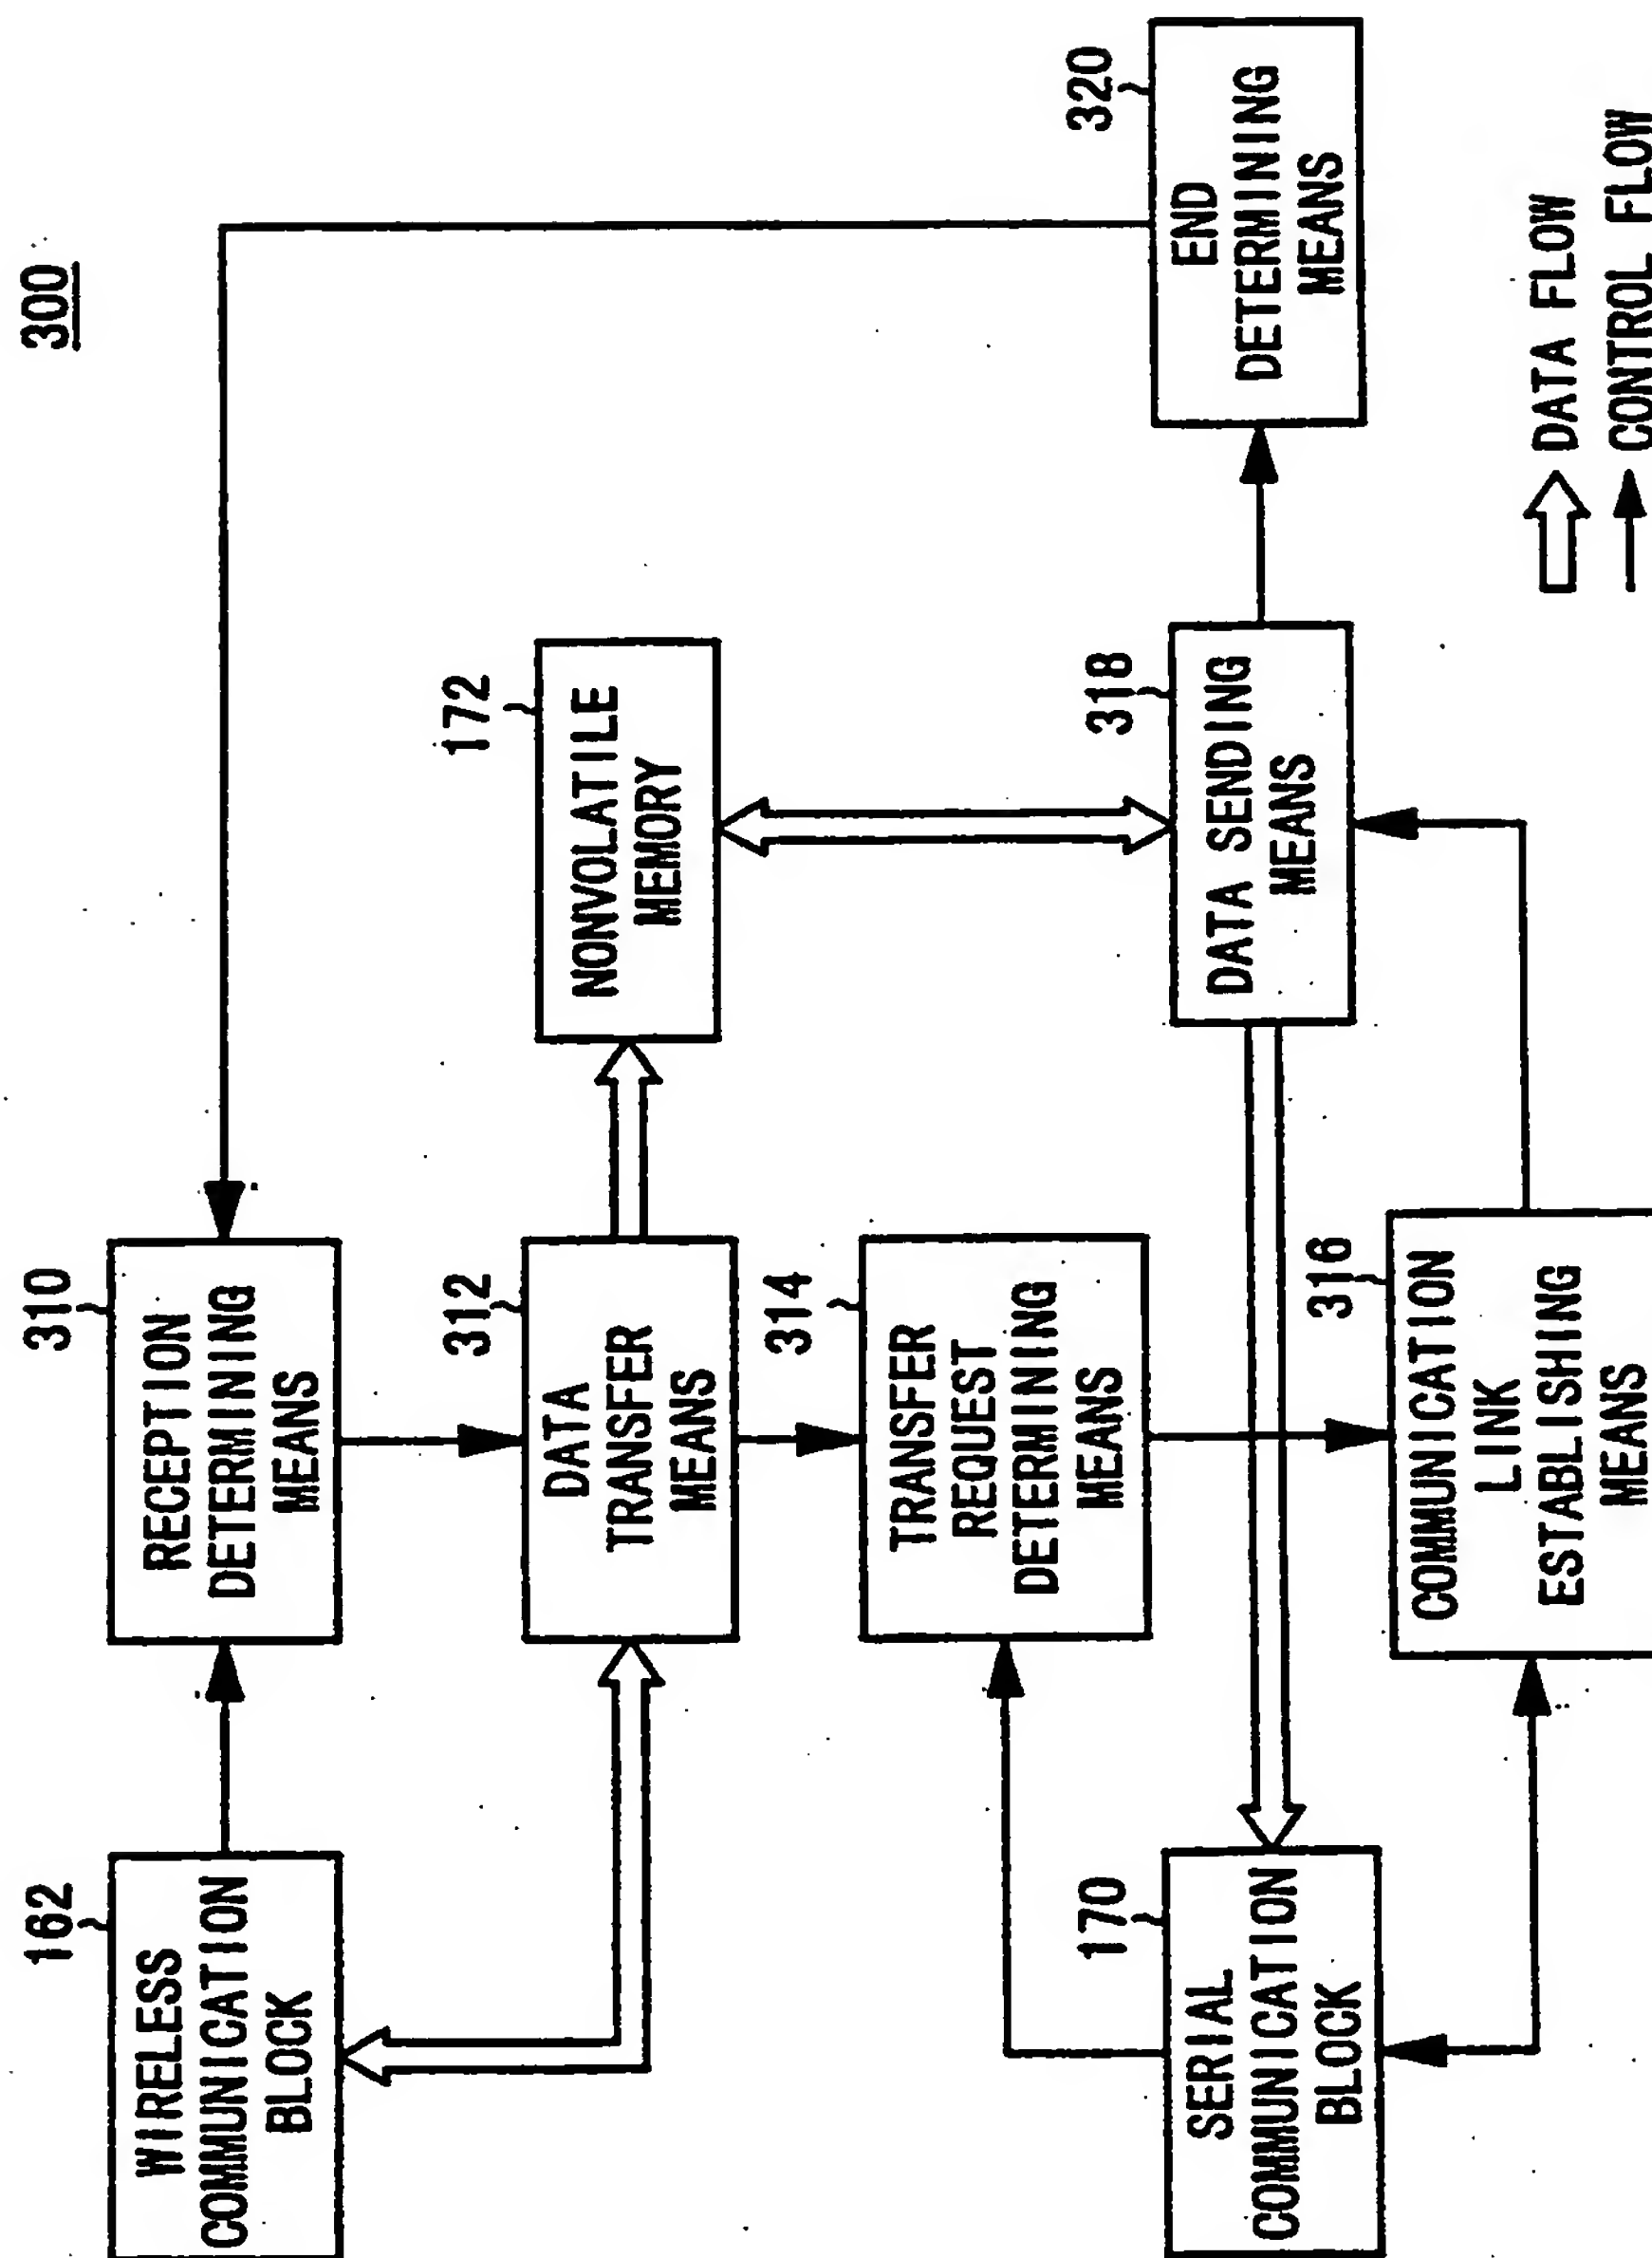 300
162
WIRELESS
COMMUNICATION
BLOCK
310
RECEPTION
DETERMINING
MEANS
312
DATA
TRANSFER
MEANS
172
NONVOLATILE
MEMORY
314
TRANSFER
REQUEST
DETERMINING
MEANS
170
SERIAL
COMMUNICATION
BLOCK
318
DATA SENDING
MEANS
320
END
DETERMINING
MEANS
316
COMMUNICATION
LINK
ESTABLISHING
MEANS
DATA FLOW
CONTROL FLOW